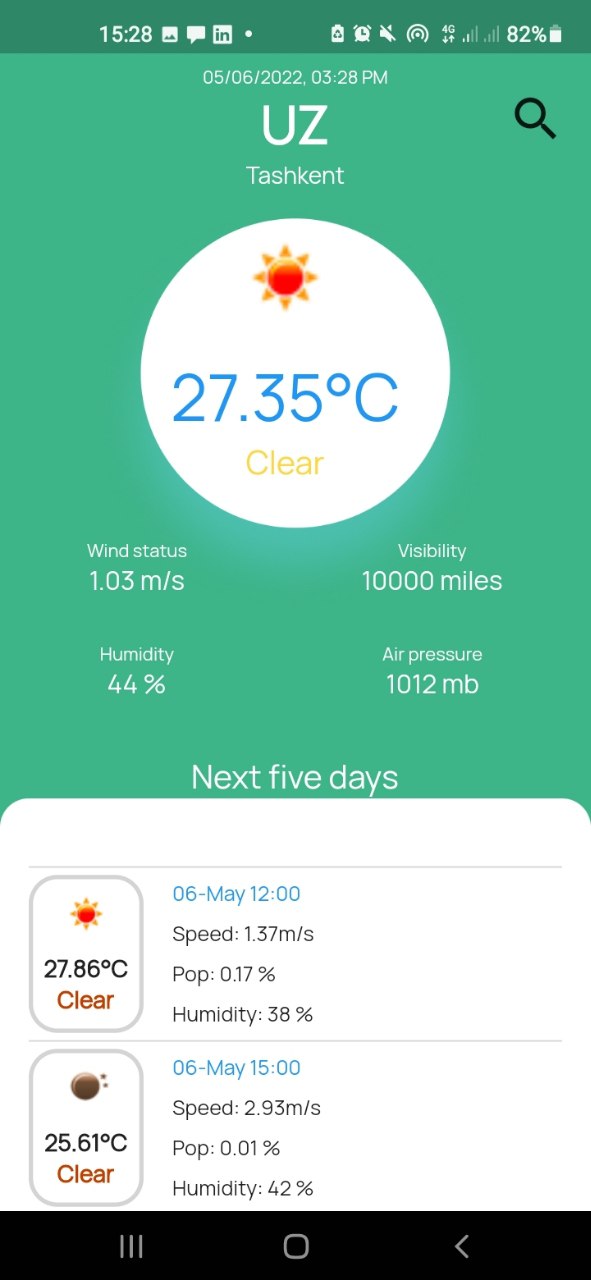 15:28 4G 82%
05/06/2022, 03:28 PM
UZ
Tashkent
27.35°C
Clear
Wind status
1.03 m/s
Visibility
10000 miles
Humidity
44 %
Air pressure
1012 mb
Next five days
27.86°C
Clear
06-May 12:00
Speed: 1.37m/s
Pop: 0.17 %
Humidity: 38 %
25.61°C
Clear
06-May 15:00
Speed: 2.93m/s
Pop: 0.01 %
Humidity: 42 %